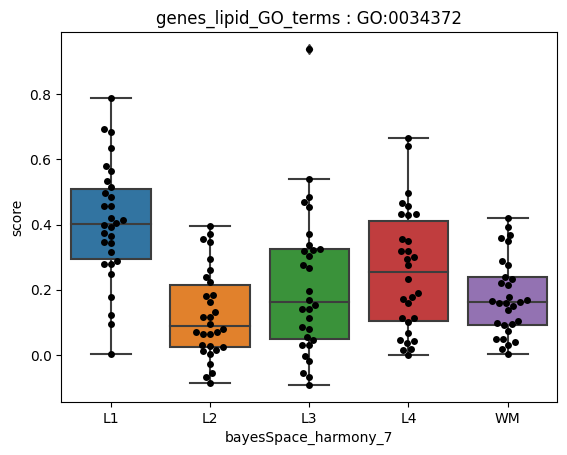 genes_lipid_GO_terms : GO:0034372
score
0.8
0.6
0.4
0.2
0.0
L1 L2 L3 L4 WM
bayesSpace_harmony_7